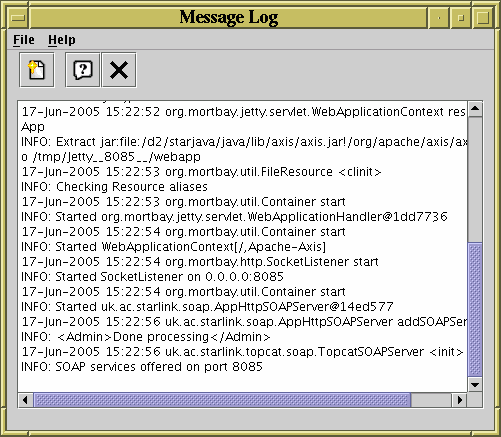 Message Log
File Help
17-Jun-2005 15:22:52 org.mortbay.jetty.servlet.WebApplicationContext res
App
INFO: Extract jar:file:/d2/starjava/java/lib/axis/axis.jar!/org/apache/axis/ax
o /tmp/Jetty__8085__/webapp
17-Jun-2005 15:22:53 org.mortbay.util.FileResource <clinit>
INFO: Checking Resource aliases
17-Jun-2005 15:22:53 org.mortbay.util.Container start
INFO: Started org.mortbay.jetty.servlet.WebApplicationHandler@1dd7736
17-Jun-2005 15:22:54 org.mortbay.util.Container start
INFO: Started WebApplicationContext[/,Apache-Axis]
17-Jun-2005 15:22:54 org.mortbay.http.SocketListener start
INFO: Started SocketListener on 0.0.0.0:8085
17-Jun-2005 15:22:54 org.mortbay.util.Container start
INFO: Started uk.ac.starlink.soap.AppHttpSOAPServer@14ed577
17-Jun-2005 15:22:56 uk.ac.starlink.soap.AppHttpSOAPServer addSOAPSer
INFO: <Admin>Done processing</Admin>
17-Jun-2005 15:22:56 uk.ac.starlink.topcat.soap.TopcatSOAPServer <init>
INFO: SOAP services offered on port 8085